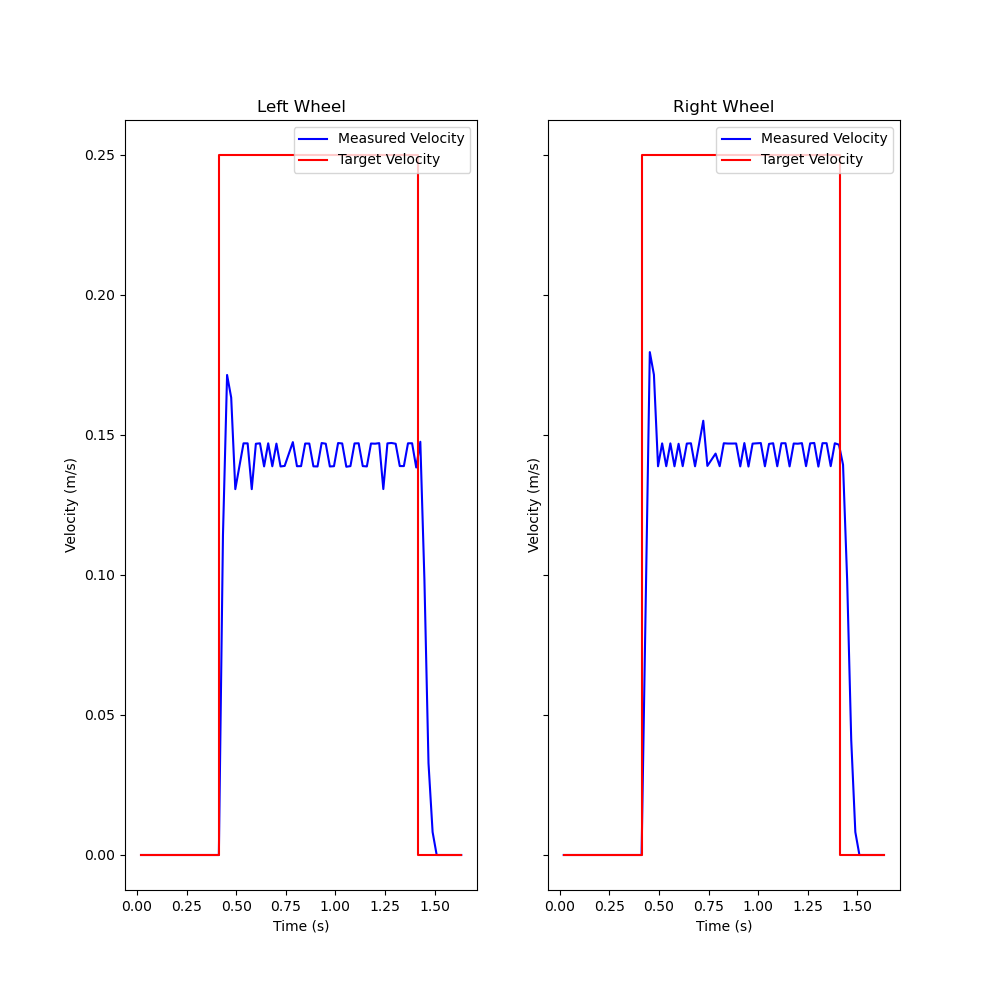 Left Wheel
Measured Velocity
Target Velocity
0.25
0.20
0.15
0.10
0.05
0.00
Velocity (m/s)
0.00 0.25 0.50 0.75 1.00 1.25 1.50
Time (s)
Right Wheel
Measured Velocity
Target Velocity
Velocity (m/s)
0.00 0.25 0.50 0.75 1.00 1.25 1.50
Time (s)